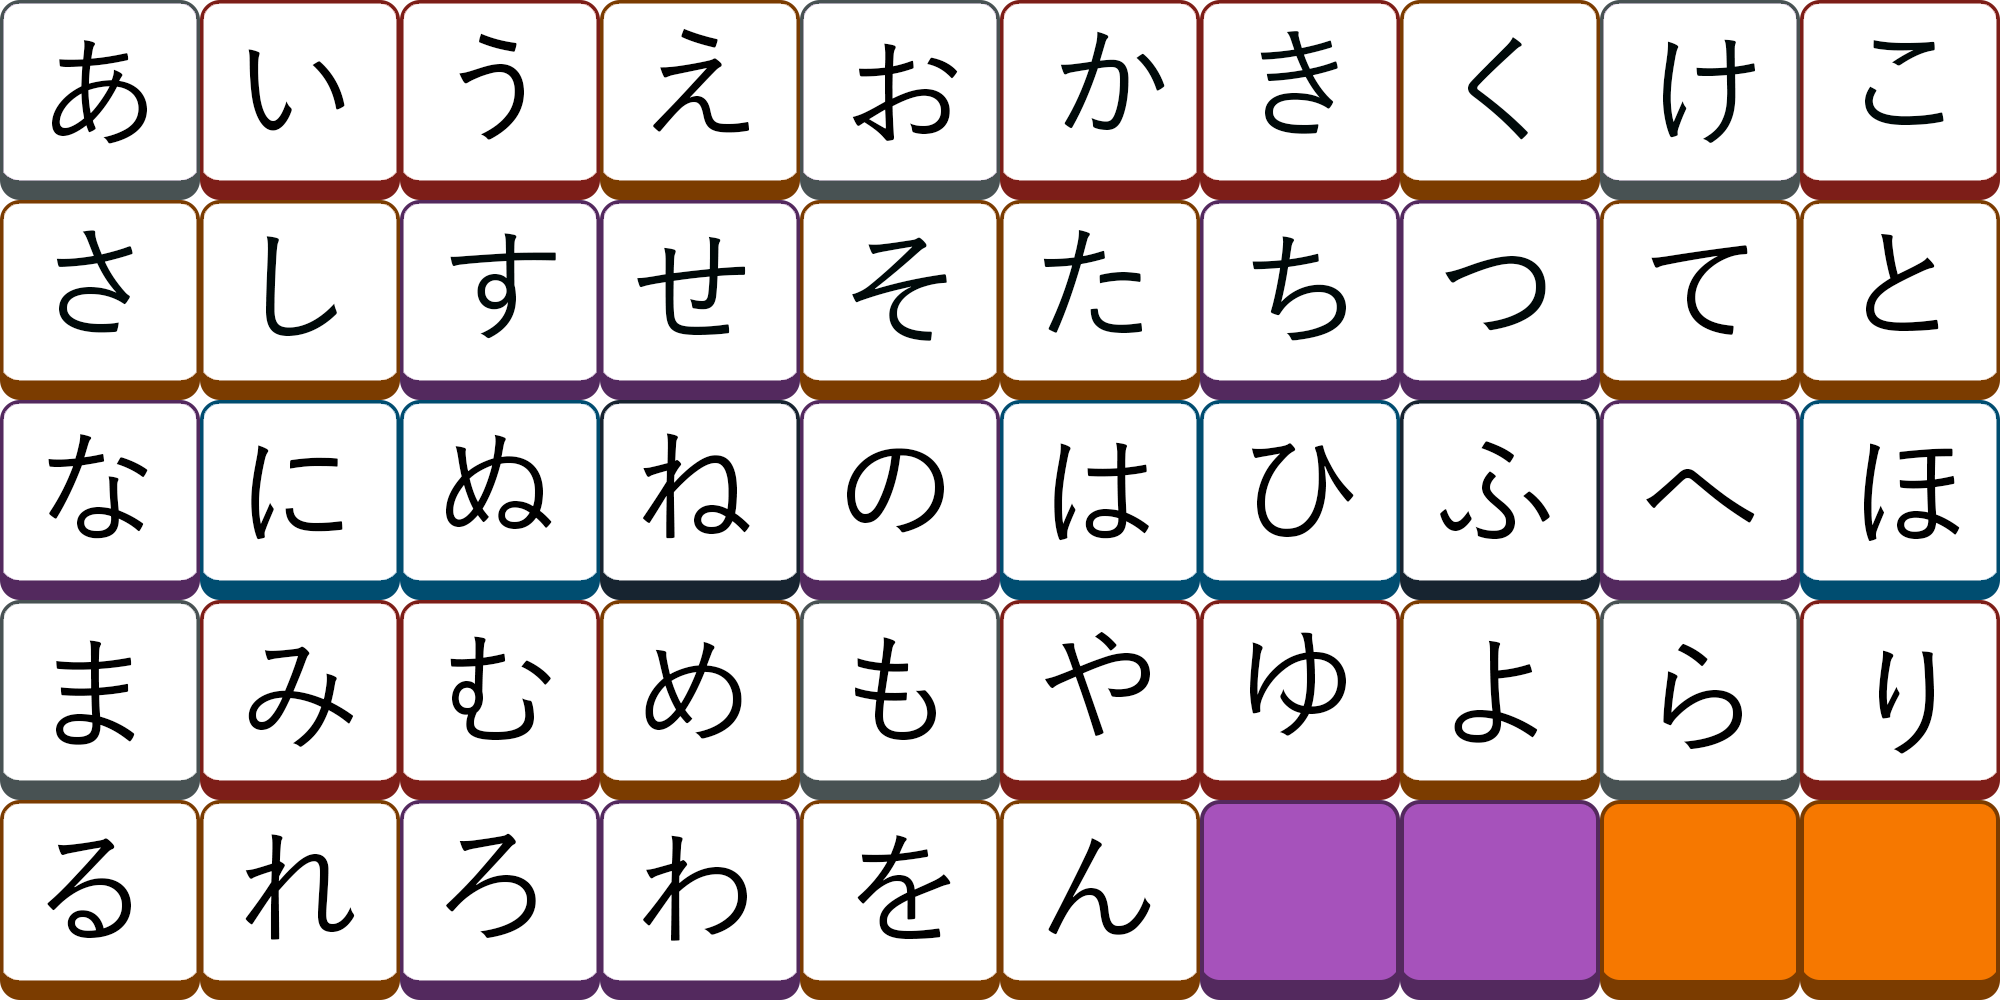 あ い う え お か き く け こ
さ し す せ そ た ち つ て と
な に ぬ ね の は ひ ふ へ ほ
ま み む め も や ゆ よ ら り
る れ ろ わ を ん